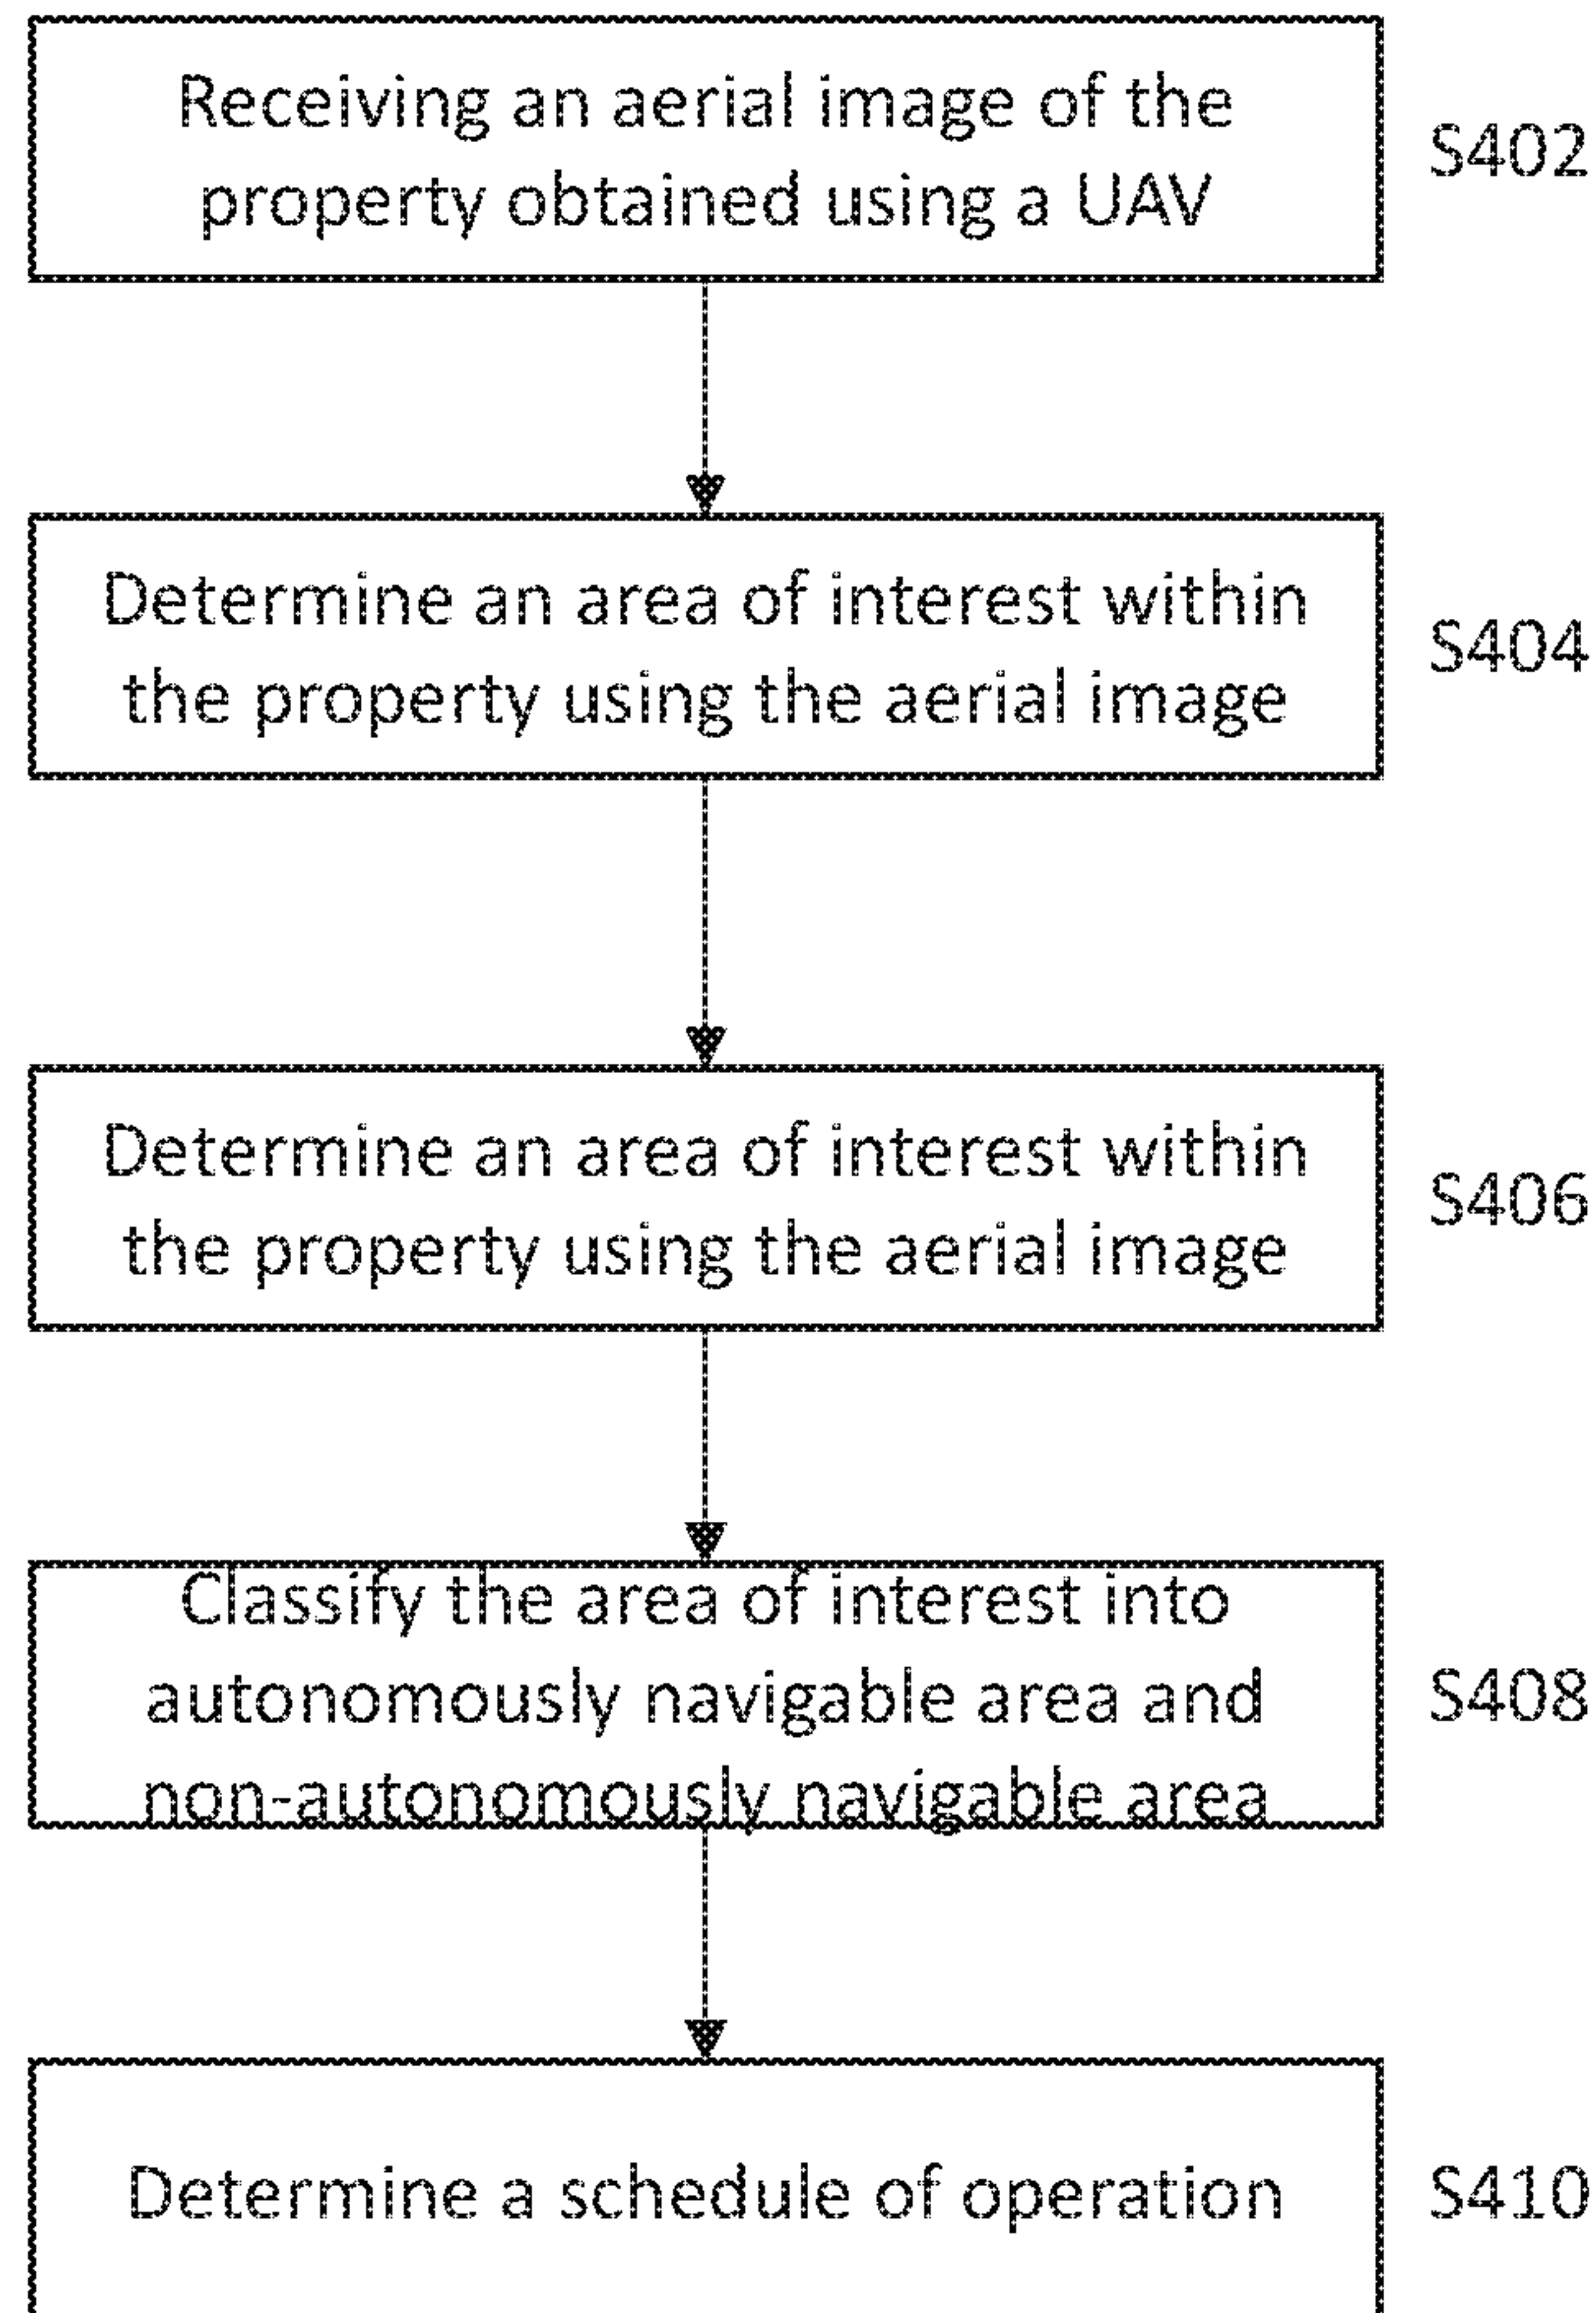 Receiving an aerial image of the
property obtained using a UAV
S402
Determine an area of interest within
the property using the aerial image
S404
Determine an area of interest within
the property using the aerial image
S406
Classify the area of interest into
autonomously navigable area and
non-autonomously navigable area
S408
Determine a schedule of operation
S410